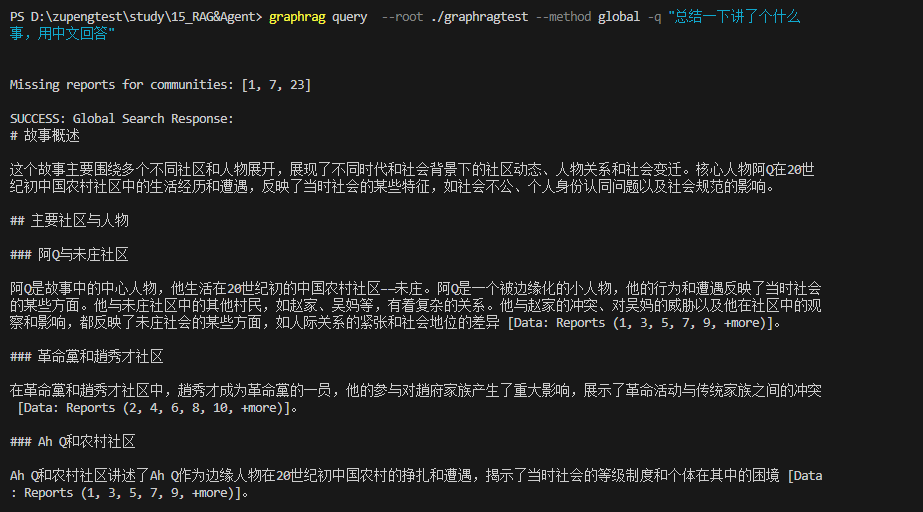 PS D:\zupengtest\study\15_RAG&Agent> graphrag query  --root ./graphragtest --method global -q "总结一下讲了个什么
事，用中文回答"
Missing reports for communities: [1, 7, 23]
SUCCESS: Global Search Response:
# 故事概述
这个故事主要围绕多个不同社区和人物展开，展现了不同时代和社会背景下的社区动态、人物关系和社会变迁。核心人物阿Q在20世
纪初中国农村社区中的生活经历和遭遇，反映了当时社会的某些特征，如社会不公、个人身份认同问题以及社会规范的影响。
## 主要社区与人物
### 阿Q与未庄社区
阿Q是故事中的中心人物，他生活在20世纪初的中国农村社区——未庄。阿Q是一个被边缘化的小人物，他的行为和遭遇反映了当时社会
的某些方面。他与未庄社区中的其他村民，如赵家、吴妈等，有着复杂的关系。他与赵家的冲突、对吴妈的威胁以及他在社区中的观
察和影响，都反映了未庄社会的某些方面，如人际关系的紧张和社会地位的差异 [Data: Reports (1, 3, 5, 7, 9, +more)]。
### 革命黨和趙秀才社区
在革命黨和趙秀才社区中，趙秀才成为革命黨的一员，他的参与对趙府家族产生了重大影响，展示了革命活动与传统家族之间的冲突
[Data: Reports (2, 4, 6, 8, 10, +more)]。
### Ah Q和农村社区
Ah Q和农村社区讲述了Ah Q作为边缘人物在20世纪初中国农村的挣扎和遭遇，揭示了当时社会的等级制度和个体在其中的困境 [Data
: Reports (1, 3, 5, 7, 9, +more)]。